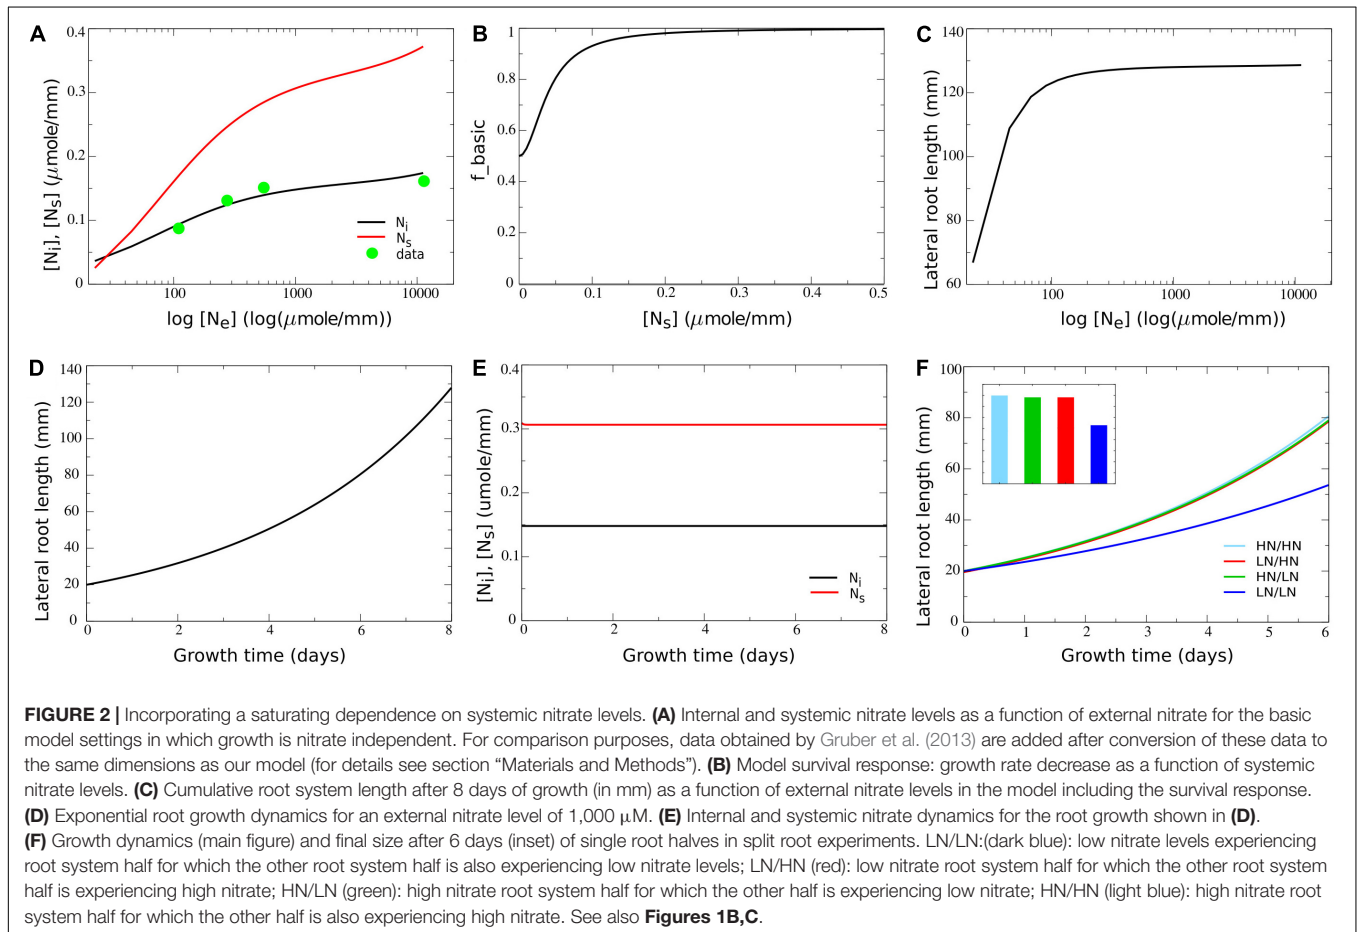 A
0.4
0.3
0.2
0.1
0
100
1000
10000
[Ni], [Ns] (μmole/mm)
log [Ne] (log(μmole/mm))
Ni
Ns
data
B
1
0.8
0.6
0.4
0.2
0
0
0.1
0.2
0.3
0.4
0.5
f_basic
[Ns] (μmole/mm)
C
140
120
100
80
60
100
1000
10000
Lateral root length (mm)
log [Ne] (log(μmole/mm))
D
140
120
100
80
60
40
20
0
0
2
4
6
8
Lateral root length (mm)
Growth time (days)
E
0.4
0.3
0.2
0.1
0
0
2
4
6
8
[Ni], [Ns] (umole/mm)
Growth time (days)
Ni
Ns
F
100
80
60
40
20
0
0
1
2
3
4
5
6
Lateral root length (mm)
Growth time (days)
HN/HN
LN/HN
HN/LN
LN/LN
FIGURE 2 | Incorporating a saturating dependence on systemic nitrate levels. (A) Internal and systemic nitrate levels as a function of external nitrate for the basic
model settings in which growth is nitrate independent. For comparison purposes, data obtained by Gruber et al. (2013) are added after conversion of these data to
the same dimensions as our model (for details see section “Materials and Methods”). (B) Model survival response: growth rate decrease as a function of systemic
nitrate levels. (C) Cumulative root system length after 8 days of growth (in mm) as a function of external nitrate levels in the model including the survival response.
(D) Exponential root growth dynamics for an external nitrate level of 1,000 μM. (E) Internal and systemic nitrate dynamics for the root growth shown in (D).
(F) Growth dynamics (main figure) and final size after 6 days (inset) of single root halves in split root experiments. LN/LN:(dark blue): low nitrate levels experiencing
root system half for which the other root system half is also experiencing low nitrate levels; LN/HN (red): low nitrate root system half for which the other root system
half is experiencing high nitrate; HN/LN (green): high nitrate root system half for which the other half is experiencing low nitrate; HN/HN (light blue): high nitrate root
system half for which the other half is also experiencing high nitrate. See also Figures 1B,C.